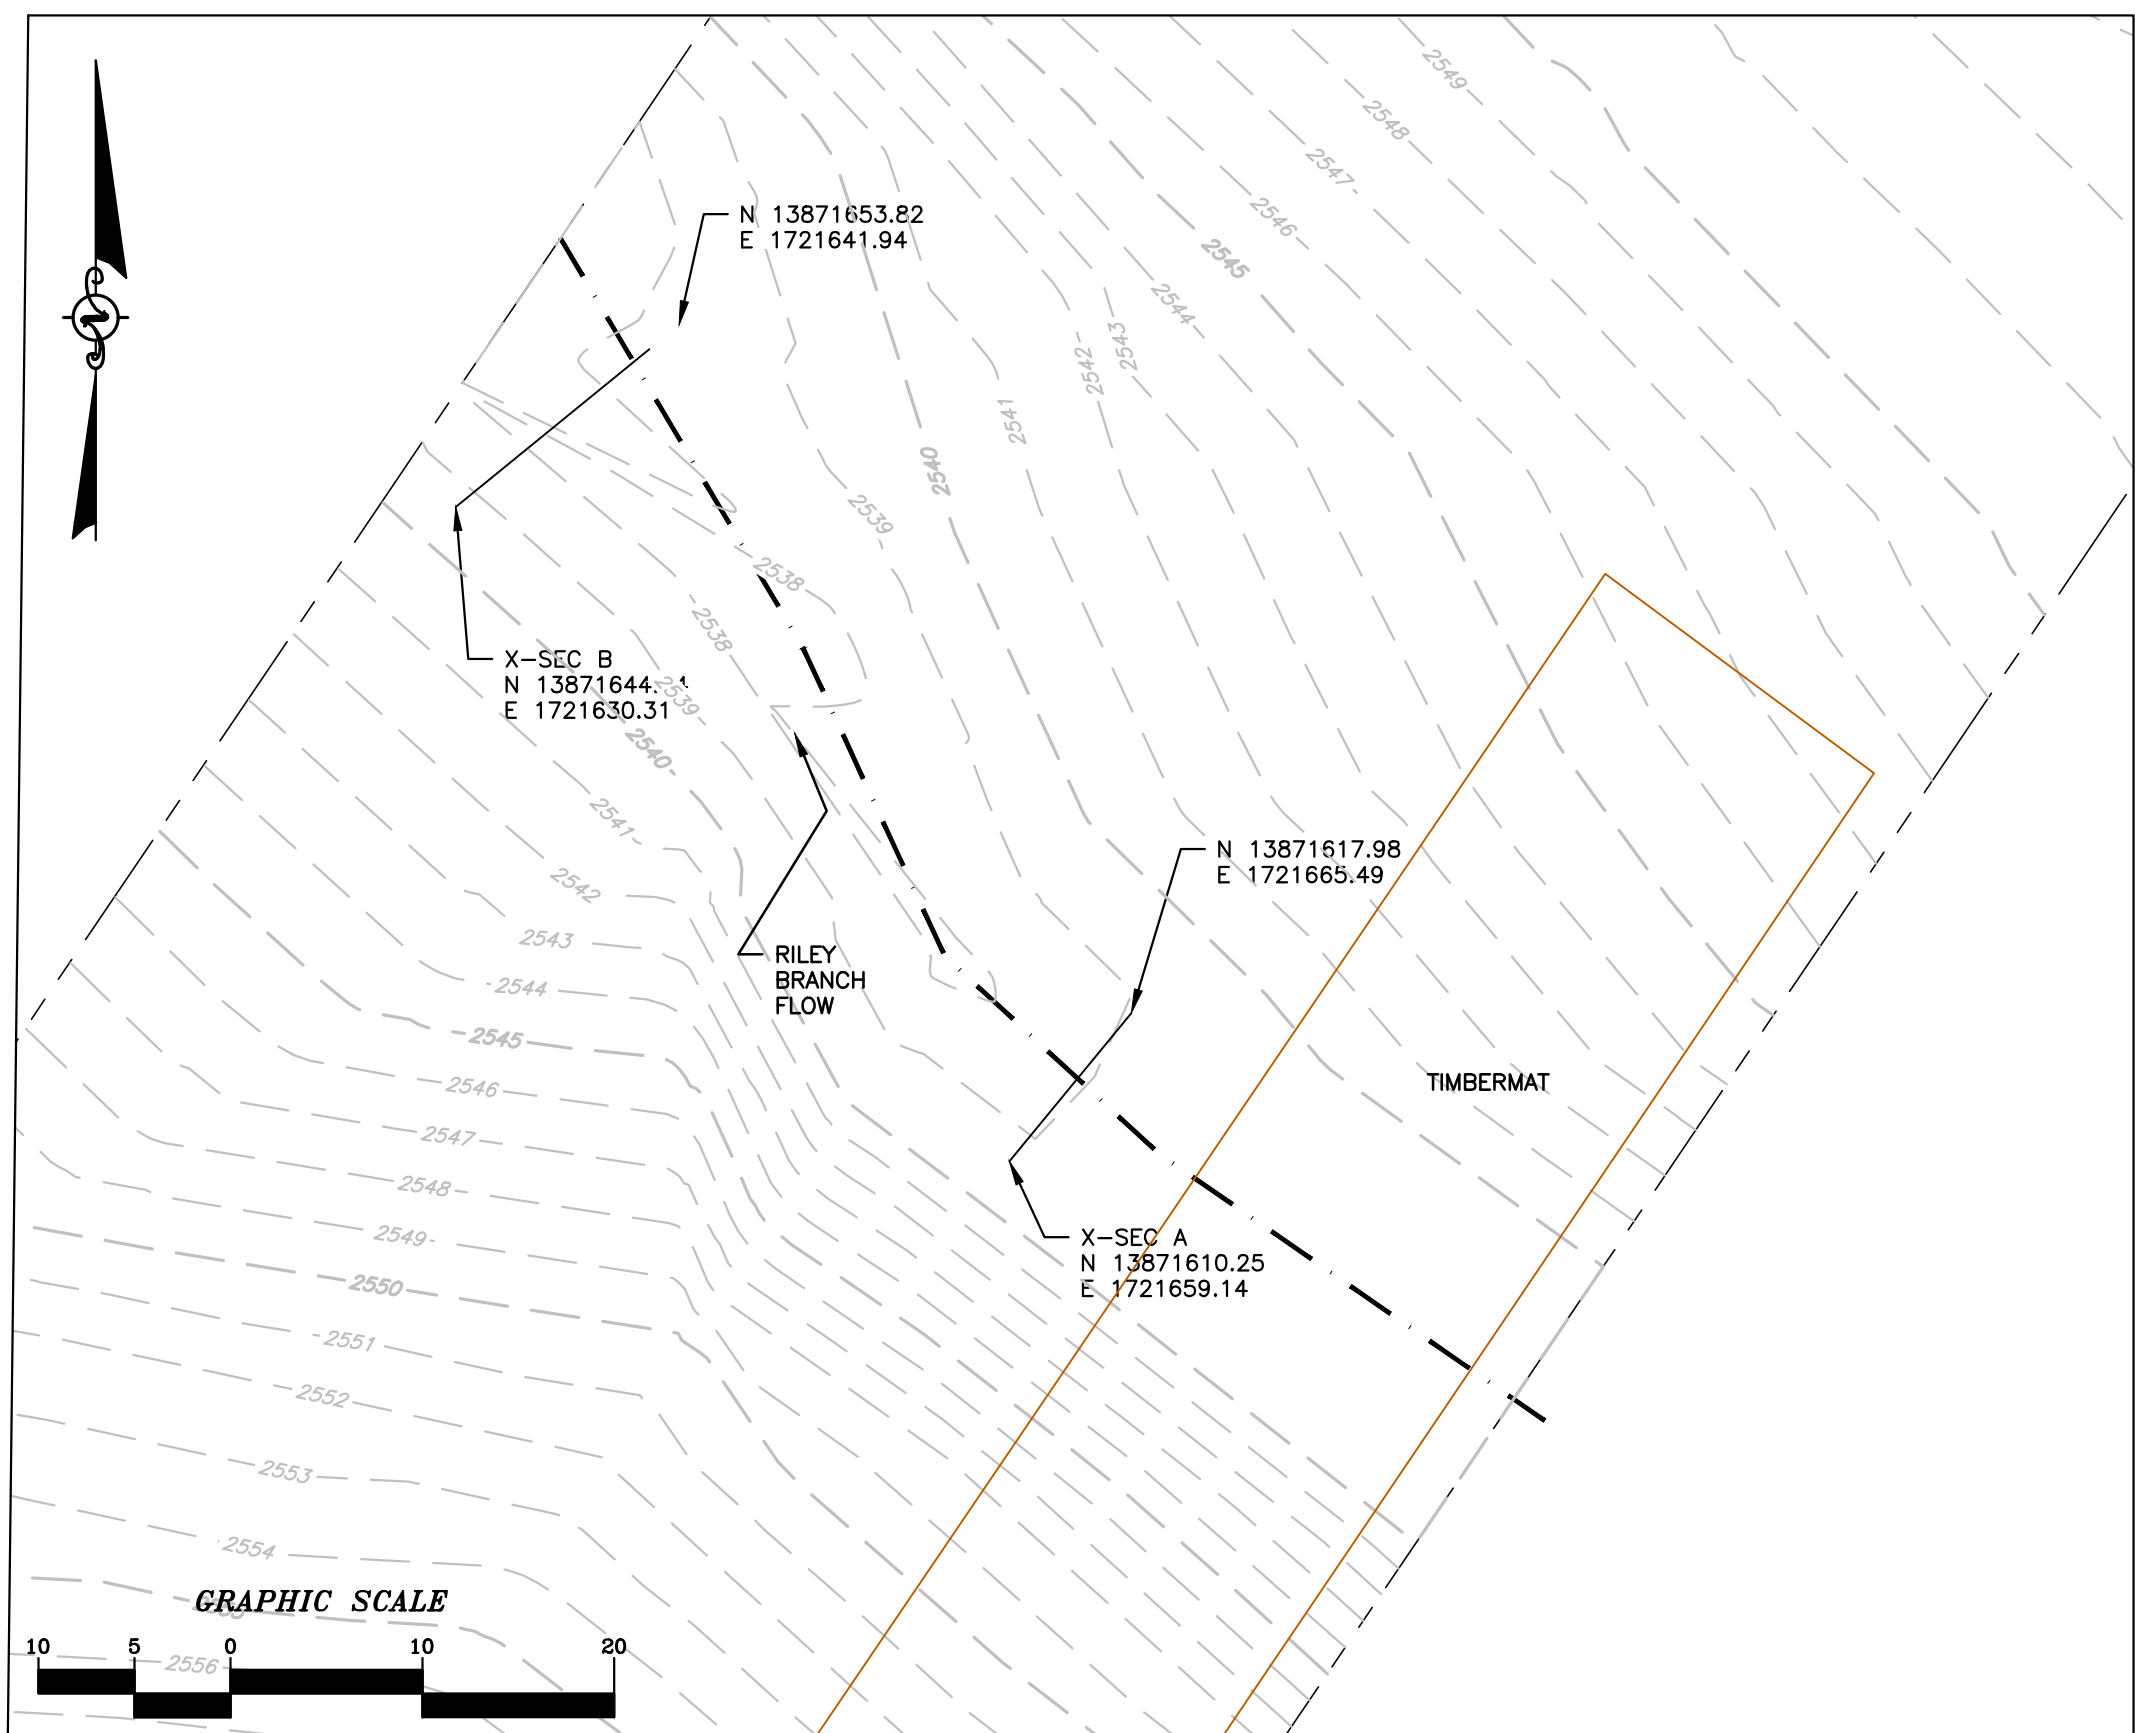 2549
2548
2547
2546
2545
2544
2543
2542
2541
2540
2539
2538
N 13871653.82
E 1721641.94
X-SEC B
E 1721630.31
2538
2539
2540
2541
2542
2543
2544
2545
2546
2547
2548
2549
2550
2551
2552
2553
2554
2556
N 13871617.98
E 1721665.49
RILEY
BRANCH
FLOW
TIMBERMAT
X-SEC A
N 13871610.25
E 1721659.14
GRAPHIC SCALE
10 5 0 10 20
N